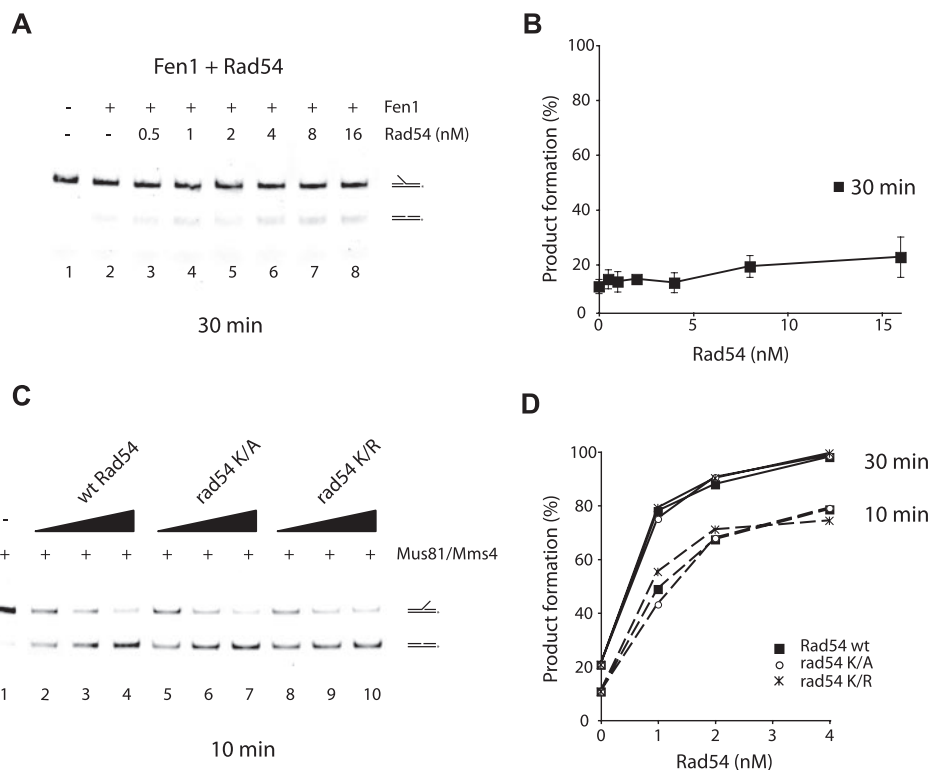 A
Fen1 + Rad54
- + + + + + + + Fen1
- - 0.5 1 2 4 8 16 Rad54 (nM)
1 2 3 4 5 6 7 8
30 min
B
Product formation (%)
100
80
60
40
20
0
30 min
0 5 10 15
Rad54 (nM)
C
wt Rad54
rad54 K/A
rad54 K/R
-
+ + + + + + + + + + Mus81/Mms4
1 2 3 4 5 6 7 8 9 10
10 min
D
Product formation (%)
100
80
60
40
20
0
30 min
10 min
Rad54 wt
rad54 K/A
rad54 K/R
0 1 2 3 4
Rad54 (nM)